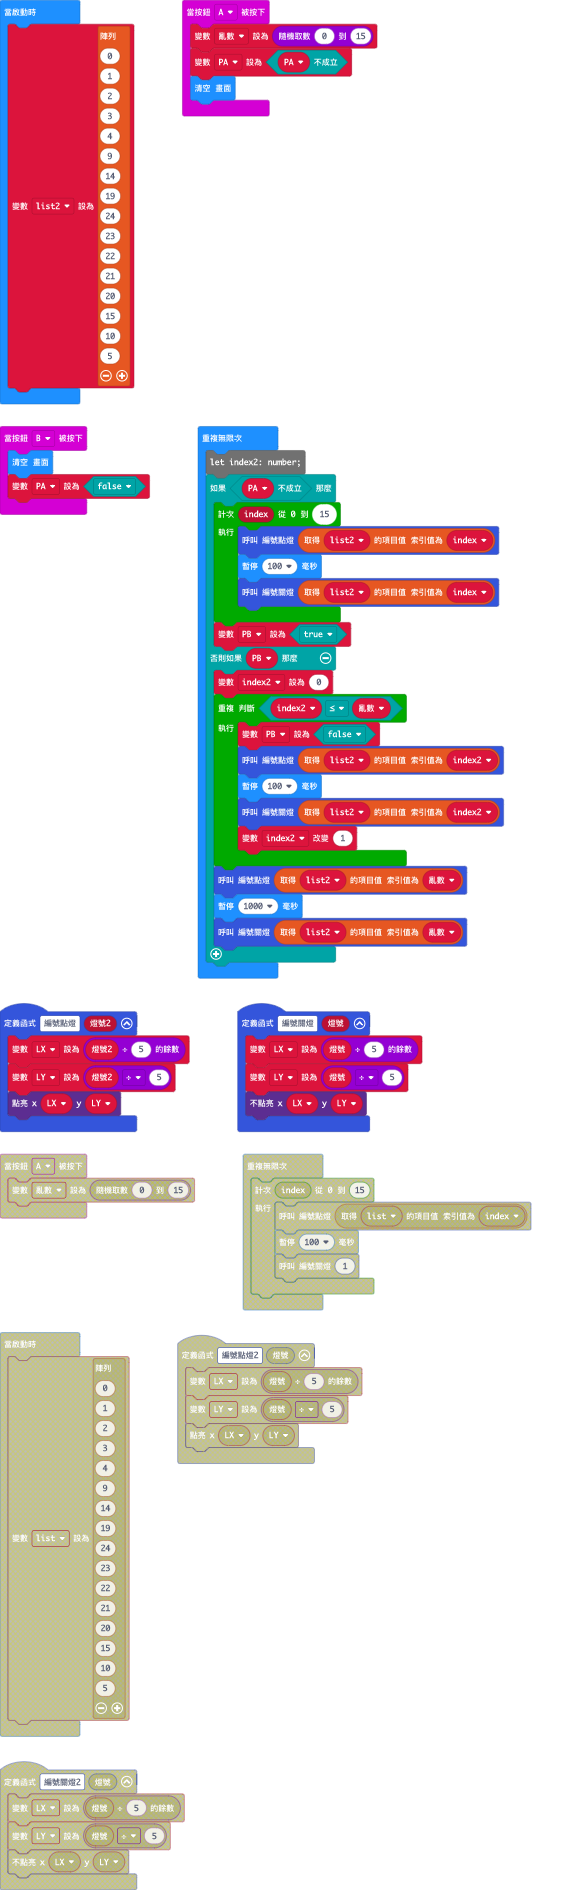 當啟動時
變數 list2 設為 陣列
0
1
2
3
4
9
14
19
24
23
22
21
20
15
10
5
當按鈕 A 被按下
變數 亂數 設為 隨機取數 0 到 15
變數 PA 設為 PA 不成立
清空 畫面
當按鈕 B 被按下
清空 畫面
變數 PA 設為 false
重複無限次
let index2: number;
如果 PA 不成立 那麼
計次 index 從 0 到 15
執行
呼叫 編號點燈 取得 list2 的項目值 索引值為 index
暫停 100 毫秒
呼叫 編號關燈 取得 list2 的項目值 索引值為 index
變數 PB 設為 true
否則如果 PB 那麼
變數 index2 設為 0
重複 判斷 index2 ≤ 亂數
執行
變數 PB 設為 false
呼叫 編號點燈 取得 list2 的項目值 索引值為 index2
暫停 100 毫秒
呼叫 編號關燈 取得 list2 的項目值 索引值為 index2
變數 index2 改變 1
呼叫 編號點燈 取得 list2 的項目值 索引值為 亂數
暫停 1000 毫秒
呼叫 編號關燈 取得 list2 的項目值 索引值為 亂數
定義函式 編號點燈 燈號2
變數 LX 設為 燈號2 ÷ 5 的餘數
變數 LY 設為 燈號2 ÷ 5
點亮 x LX y LY
定義函式 編號關燈 燈號
變數 LX 設為 燈號 ÷ 5 的餘數
變數 LY 設為 燈號 ÷ 5
不點亮 x LX y LY
當按鈕 A 被按下
變數 亂數 設為 隨機取數 0 到 15
重複無限次
計次 index 從 0 到 15
執行
呼叫 編號點燈 取得 list 的項目值 索引值為 index
暫停 100 毫秒
呼叫 編號關燈 1
當啟動時
變數 list 設為 陣列
0
1
2
3
4
9
14
19
24
23
22
21
20
15
10
5
定義函式 編號點燈2 燈號
變數 LX 設為 燈號 ÷ 5 的餘數
變數 LY 設為 燈號 ÷ 5
點亮 x LX y LY
定義函式 編號關燈2 燈號
變數 LX 設為 燈號 ÷ 5 的餘數
變數 LY 設為 燈號 ÷ 5
不點亮 x LX y LY